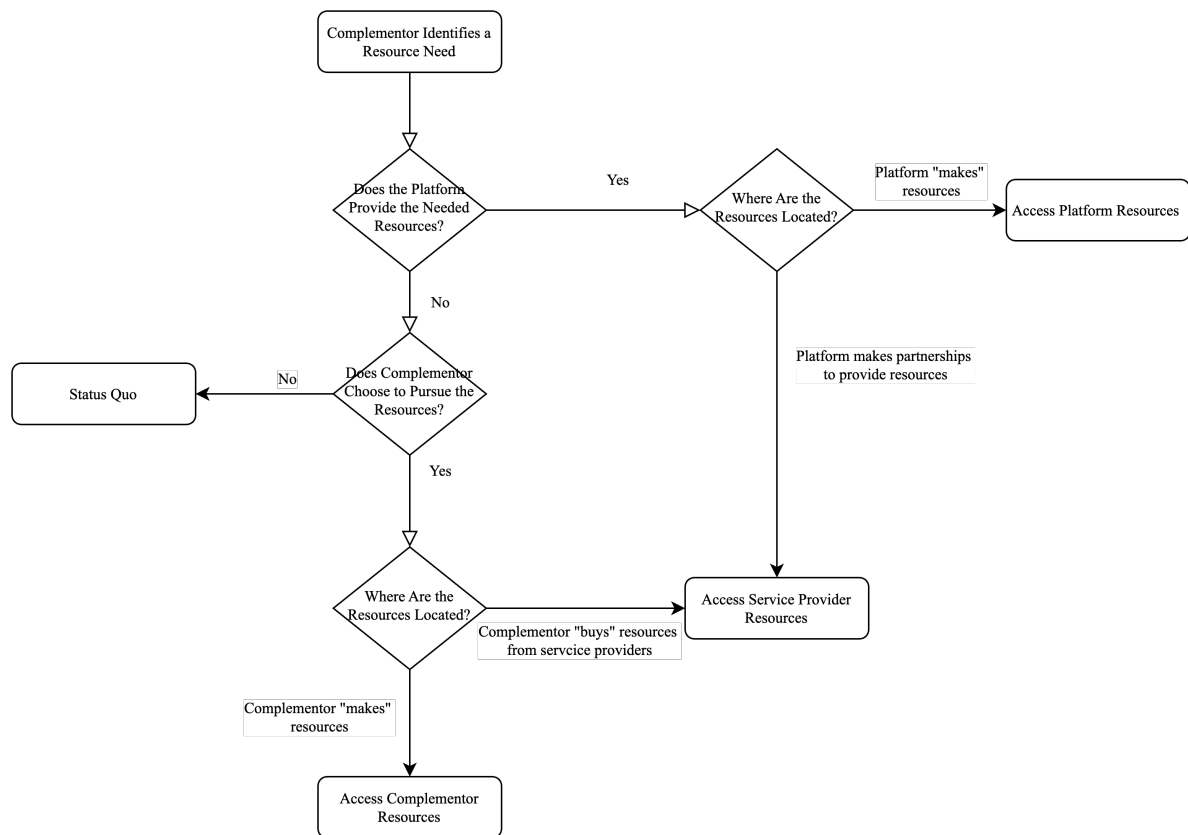 Complementor Identifies a
Resource Need
Does the Platform
Provide the Needed
Resources?
Yes
Where Are the
Resources Located?
Platform "makes"
resources
Access Platform Resources
No
Platform makes partnerships
to provide resources
Status Quo
No
Does Complementor
Choose to Pursue the
Resources?
Yes
Where Are the
Resources Located?
Complementor "buys" resources
from servcice providers
Access Service Provider
Resources
Complementor "makes"
resources
Access Complementor
Resources